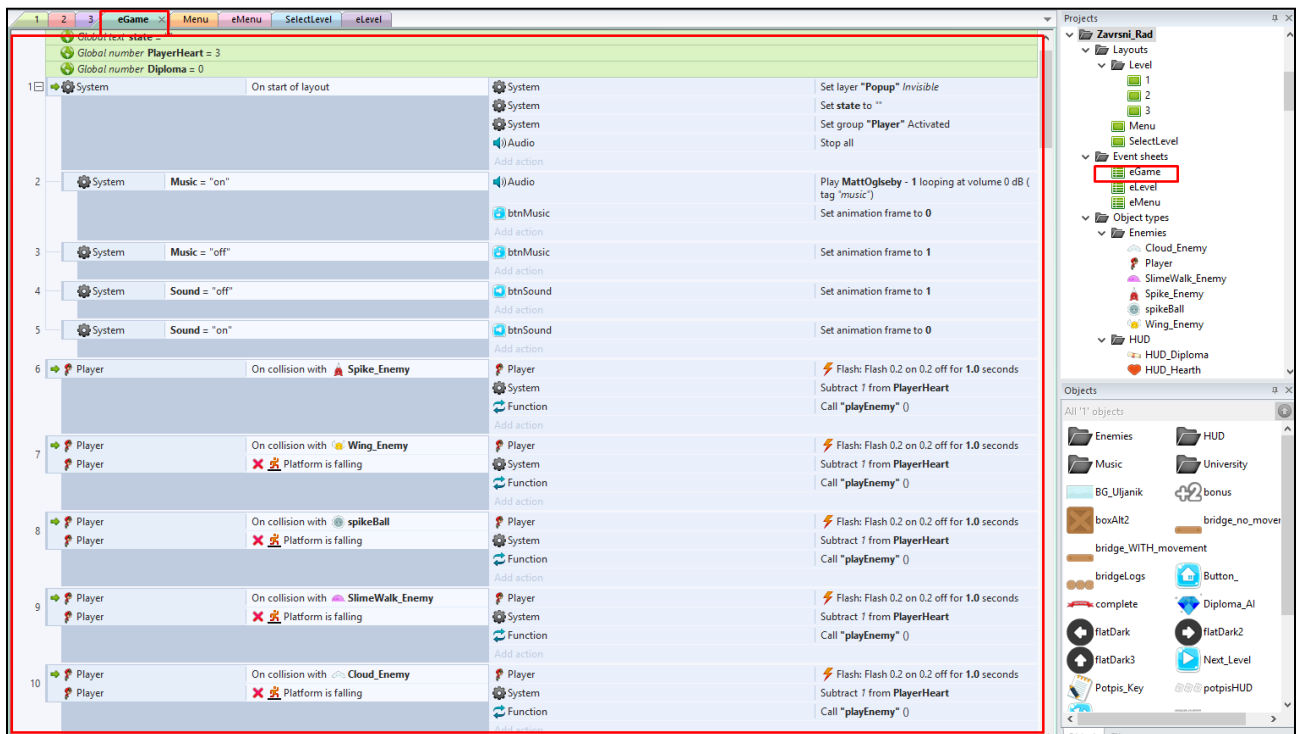 1 2 3 eGame × Menu eMenu SelectLevel eLevel
Global text state = ""
Global number PlayerHeart = 3
Global number Diploma = 0
1 System On start of layout System Set layer "Popup" Invisible
System Set state to ""
System Set group "Player" Activated
Audio Stop all
Add action
2 System Music = "on" Audio Play MattOglseby - 1 looping at volume 0 dB (
tag "music")
btnMusic Set animation frame to 0
Add action
3 System Music = "off" btnMusic Set animation frame to 1
Add action
4 System Sound = "off" btnSound Set animation frame to 1
Add action
5 System Sound = "on" btnSound Set animation frame to 0
Add action
6 Player On collision with Spike_Enemy Player Flash: Flash 0.2 on 0.2 off for 1.0 seconds
System Subtract 1 from PlayerHeart
Function Call "playEnemy" ()
Add action
7 Player On collision with Wing_Enemy Player Flash: Flash 0.2 on 0.2 off for 1.0 seconds
Player Platform is falling System Subtract 1 from PlayerHeart
Function Call "playEnemy" ()
Add action
8 Player On collision with spikeBall Player Flash: Flash 0.2 on 0.2 off for 1.0 seconds
Player Platform is falling System Subtract 1 from PlayerHeart
Function Call "playEnemy" ()
Add action
9 Player On collision with SlimeWalk_Enemy Player Flash: Flash 0.2 on 0.2 off for 1.0 seconds
Player Platform is falling System Subtract 1 from PlayerHeart
Function Call "playEnemy" ()
Add action
10 Player On collision with Cloud_Enemy Player Flash: Flash 0.2 on 0.2 off for 1.0 seconds
Player Platform is falling System Subtract 1 from PlayerHeart
Function Call "playEnemy" ()
Add action
Projects
Zavrsni_Rad
Layouts
Level
1
2
3
Menu
SelectLevel
Event sheets
eGame
eLevel
eMenu
Object types
Enemies
Cloud_Enemy
Player
SlimeWalk_Enemy
Spike_Enemy
spikeBall
Wing_Enemy
HUD
HUD_Diploma
HUD_Hearth
Objects
All '1' objects
Enemies HUD
Music University
BG_Uljanik bonus
boxAlt2 bridge_no_mover
bridge_WITH_movement
bridgeLogs Button_
complete Diploma_AI
flatDark flatDark2
flatDark3 Next_Level
Potpis_Key potpisHUD